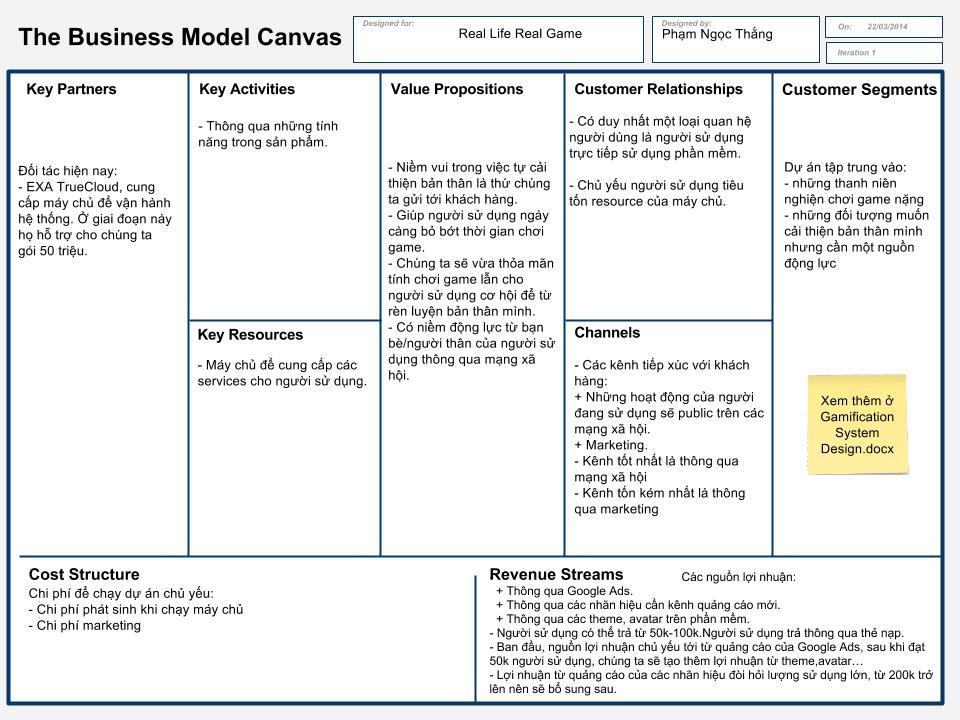 The Business Model Canvas
Designed for:
Real Life Real Game
Designed by:
Phạm Ngọc Thắng
On: 22/03/2014
Iteration 1
Key Partners
Đối tác hiện nay:
- EXA TrueCloud, cung
cấp máy chủ để vận hành
hệ thống. Ở giai đoạn này
họ hỗ trợ cho chúng ta
gói 50 triệu.
Key Activities
- Thông qua những tính
năng trong sản phẩm.
Key Resources
- Máy chủ để cung cấp các
services cho người sử dụng.
Value Propositions
- Niềm vui trong việc tự cải
thiện bản thân là thứ chúng
ta gửi tới khách hàng.
- Giúp người sử dụng ngày
càng bỏ bớt thời gian chơi
game.
- Chúng ta sẽ vừa thỏa mãn
tính chơi game lẫn cho
người sử dụng cơ hội để từ
rèn luyện bản thân mình.
- Có niềm động lực từ bạn
bè/người thân của người sử
dụng thông qua mạng xã
hội.
Customer Relationships
- Có duy nhất một loại quan hệ
người dùng là người sử dụng
trực tiếp sử dụng phần mềm.
- Chủ yếu người sử dụng tiêu
tốn resource của máy chủ.
Channels
- Các kênh tiếp xúc với khách
hàng:
+ Những hoạt động của người
đang sử dụng sẽ public trên các
mạng xã hội.
+ Marketing.
- Kênh tốt nhất là thông qua
mạng xã hội
- Kênh tốn kém nhất là thông
qua marketing
Customer Segments
Dự án tập trung vào:
- những thanh niên
nghiện chơi game nặng
- những đối tượng muốn
cải thiện bản thân mình
nhưng cần một nguồn
động lực
Xem thêm ở
Gamification
System
Design.docx
Cost Structure
Chi phí để chạy dự án chủ yếu:
- Chi phí phát sinh khi chạy máy chủ
- Chi phí marketing
Revenue Streams
Các nguồn lợi nhuận:
+ Thông qua Google Ads.
+ Thông qua các nhãn hiệu cần kênh quảng cáo mới.
+ Thông qua các theme, avatar trên phần mềm.
- Người sử dụng có thể trả từ 50k-100k.Người sử dụng trả thông qua thẻ nạp.
- Ban đầu, nguồn lợi nhuận chủ yếu tới từ quảng cáo của Google Ads, sau khi đạt
50k người sử dụng, chúng ta sẽ tạo thêm lợi nhuận từ theme,avatar…
- Lợi nhuận từ quảng cáo của các nhãn hiệu đòi hỏi lượng sử dụng lớn, từ 200k trở
lên nên sẽ bổ sung sau.